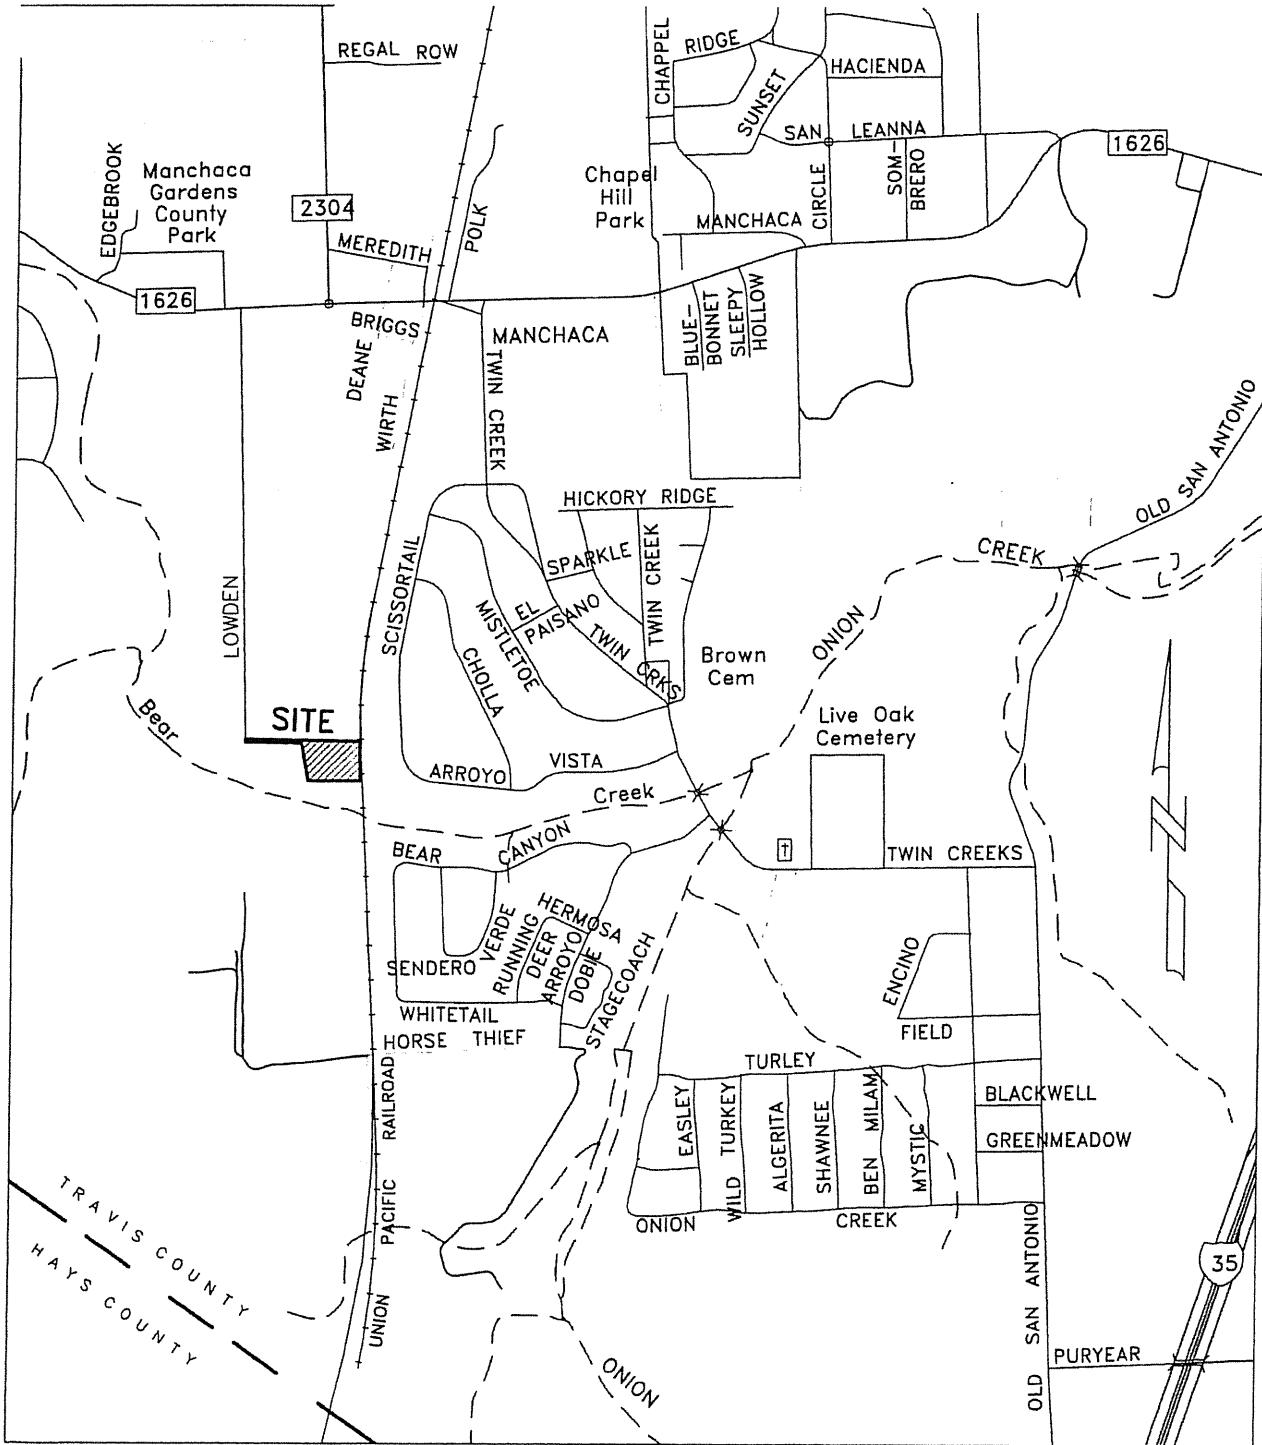 CHAPPEL
RIDGE
REGAL ROW
HACIENDA
SUNSET
SAN LEANNA
1626
EDGEBROOK
Manchaca
Gardens
County
Park
Chapel
Hill
Park
CIRCLE
SOM-
BRERO
2304
POLK
MANCHACA
MEREDITH
1626
BRIGGS
DEANE
MANCHACA
BLUE-
BONNET
SLEEPY
HOLLOW
WIRTH
TWIN CREEK
OLD SAN ANTONIO
HICKORY RIDGE
CREEK
SPARKLE
TWIN CREEK
LOWDEN
SCISSORTAIL
MISTLETOE
EL
PAISANO
ONION
CHOLLA
TWIN CRKS
Brown
Cem
Bear
SITE
Live Oak
Cemetery
ARROYO
VISTA
Creek
N
BEAR
CANYON
TWIN CREEKS
SENDERO
VERDE
RUNNING
DEER
HERMOSA
ARROYO
DOBIE
STAGECOACH
ENCINO
WHITETAIL
HORSE THIEF
FIELD
TURLEY
RAILROAD
EASLEY
WILD TURKEY
ALGERITA
SHAWNEE
BEN MILAM
MYSTIC
BLACKWELL
GREENMEADOW
TRAVIS COUNTY
HAYS COUNTY
PACIFIC
ONION
CREEK
UNION
OLD SAN ANTONIO
35
PURYEAR
ONION